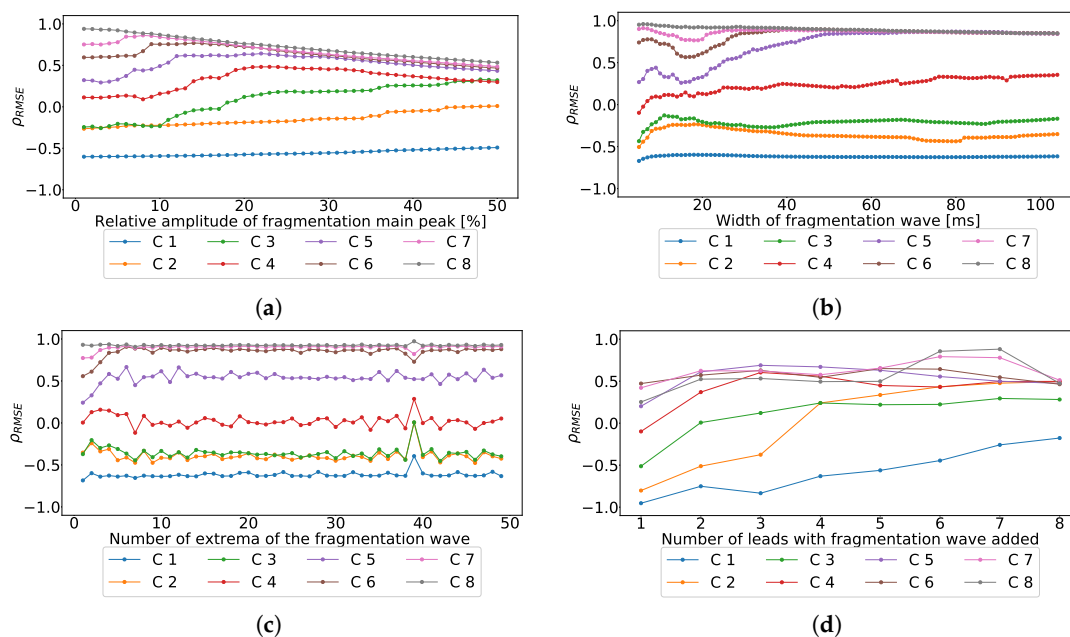 1.0
0.5
0.0
−0.5
−1.0
ρRMSE
0 10 20 30 40 50
Relative amplitude of fragmentation main peak [%]
C 1 C 3 C 5 C 7
C 2 C 4 C 6 C 8
(a)
1.0
0.5
0.0
−0.5
−1.0
ρRMSE
20 40 60 80 100
Width of fragmentation wave [ms]
C 1 C 3 C 5 C 7
C 2 C 4 C 6 C 8
(b)
1.0
0.5
0.0
−0.5
−1.0
ρRMSE
0 10 20 30 40 50
Number of extrema of the fragmentation wave
C 1 C 3 C 5 C 7
C 2 C 4 C 6 C 8
(c)
1.0
0.5
0.0
−0.5
−1.0
ρRMSE
1 2 3 4 5 6 7 8
Number of leads with fragmentation wave added
C 1 C 3 C 5 C 7
C 2 C 4 C 6 C 8
(d)